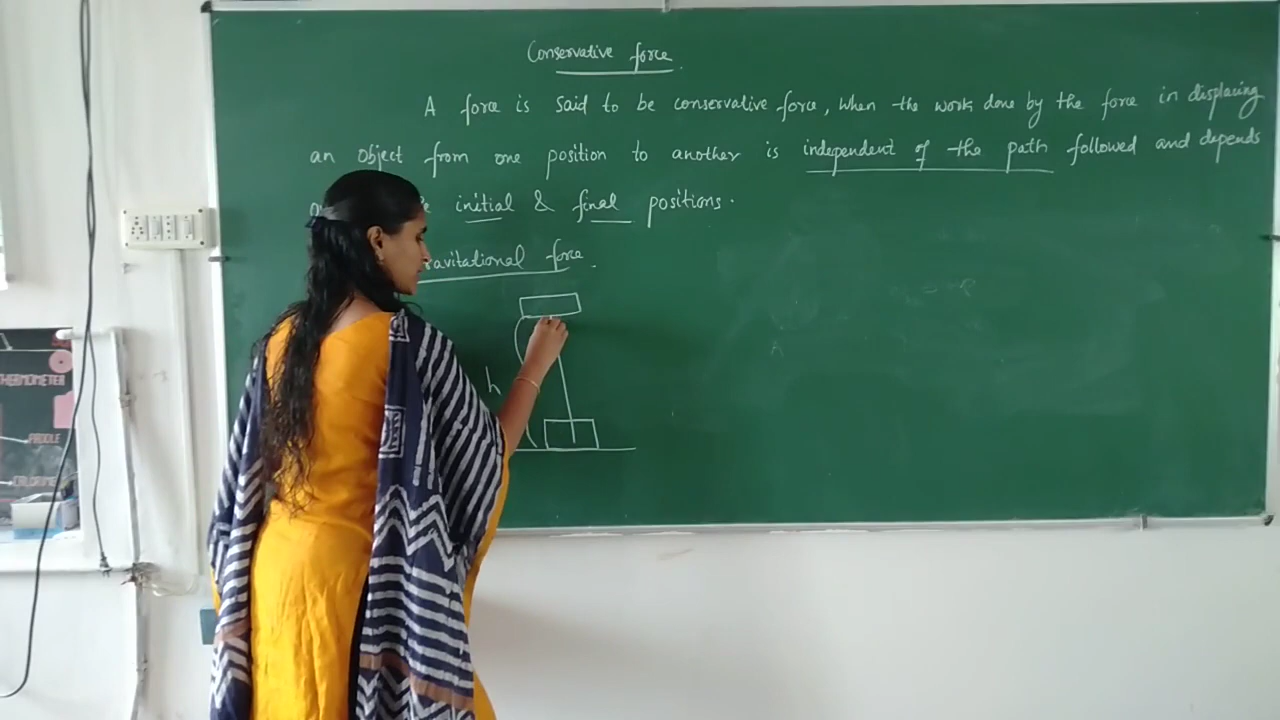 Conservative force
A force is said to be conservative force, when the work done by the force in displacing
an object from one position to another is independent of the path followed and depends
initial & final positions.
ravitational force
h
THERMOMETER
PADDLE